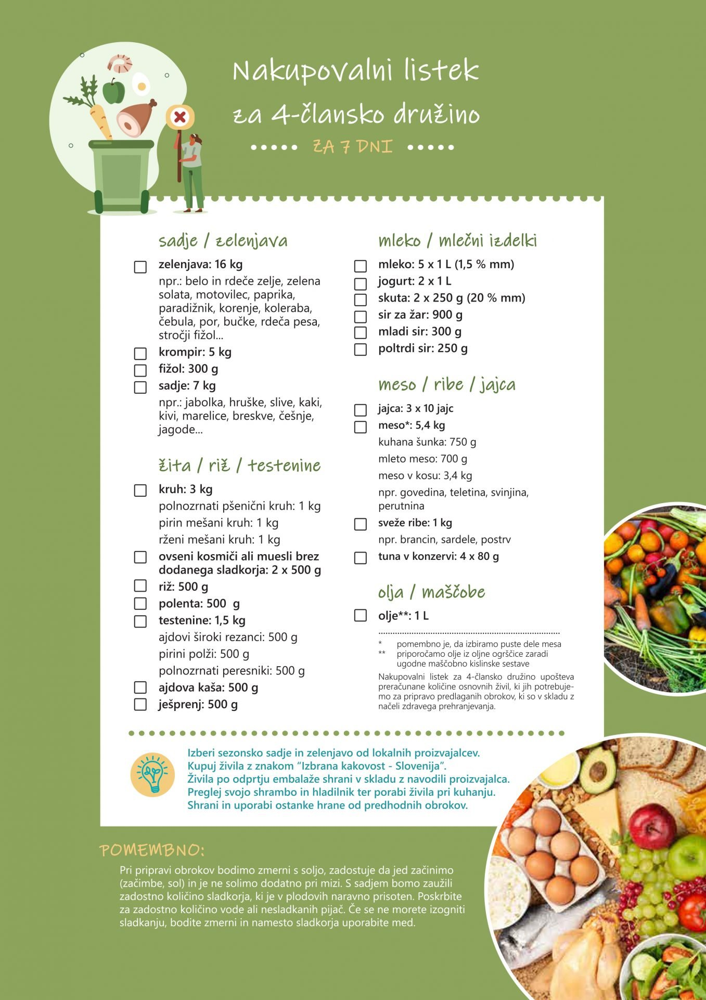 Nakupovalni listek
za 4-člansko družino
ZA 7 DNI
sadje / zelenjava
zelenjava: 16 kg
npr.: belo in rdeče zelje, zelena
solata, motovilec, paprika,
paradižnik, korenje, koleraba,
čebula, por, bučke, rdeča pesa,
stročji fižol...
krompir: 5 kg
fižol: 300 g
sadje: 7 kg
npr.: jabolka, hruške, slive, kaki,
kivi, marelice, breskve, češnje,
jagode...
žita / riž / testenine
kruh: 3 kg
polnozrnati pšenični kruh: 1 kg
pirin mešani kruh: 1 kg
rženi mešani kruh: 1 kg
ovseni kosmiči ali muesli brez
dodanega sladkorja: 2 x 500 g
riž: 500 g
polenta: 500 g
testenine: 1,5 kg
ajdovi široki rezanci: 500 g
pirini polži: 500 g
polnozrnati peresniki: 500 g
ajdova kaša: 500 g
ješprenj: 500 g
mleko / mlečni izdelki
mleko: 5 x 1 L (1,5 % mm)
jogurt: 2 x 1 L
skuta: 2 x 250 g (20 % mm)
sir za žar: 900 g
mladi sir: 300 g
poltrdi sir: 250 g
meso / ribe / jajca
jajca: 3 x 10 jajc
meso*: 5,4 kg
kuhana šunka: 750 g
mleto meso: 700 g
meso v kosu: 3,4 kg
npr. govedina, teletina, svinjina,
perutnina
sveže ribe: 1 kg
npr. brancin, sardele, postrv
tuna v konzervi: 4 x 80 g
olja / maščobe
olje**: 1 L
* pomembno je, da izbiramo puste dele mesa
** priporočamo olje iz oljne ogrščice zaradi
ugodne maščobno kislinske sestave
Nakupovalni listek za 4-člansko družino upošteva
preračunane količine osnovnih živil, ki jih potrebuje-
mo za pripravo predlaganih obrokov, ki so v skladu z
načeli zdravega prehranjevanja.
Izberi sezonsko sadje in zelenjavo od lokalnih proizvajalcev.
Kupuj živila z znakom “Izbrana kakovost - Slovenija”.
Živila po odprtju embalaže shrani v skladu z navodili proizvajalca.
Preglej svojo shrambo in hladilnik ter porabi živila pri kuhanju.
Shrani in uporabi ostanke hrane od predhodnih obrokov.
POMEMBNO:
Pri pripravi obrokov bodimo zmerni s soljo, zadostuje da jed začinimo
(začimbe, sol) in je ne solimo dodatno pri mizi. S sadjem bomo zaužili
zadostno količino sladkorja, ki je v plodovih naravno prisoten. Poskrbite
za zadostno količino vode ali nesladkanih pijač. Če se ne morete izogniti
sladkanju, bodite zmerni in namesto sladkorja uporabite med.